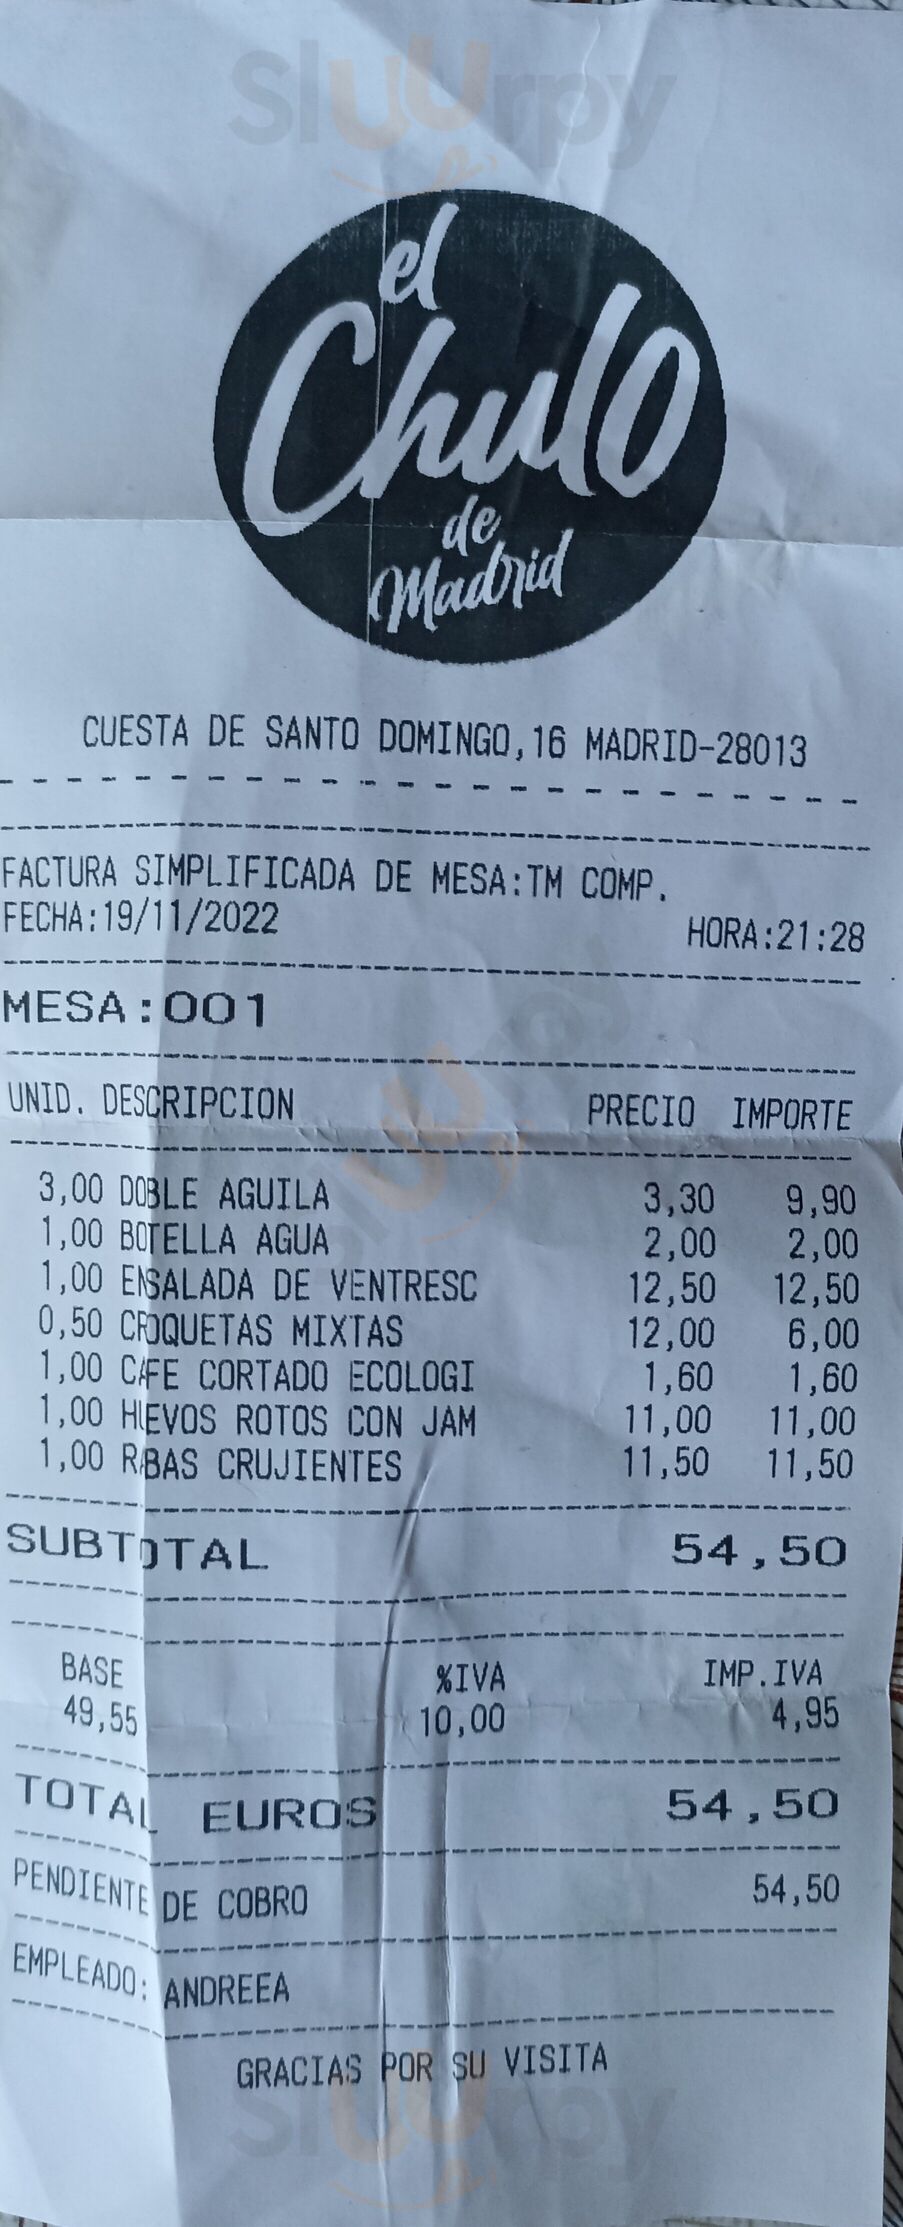 Sluurpy
el
Chulo
de
Madrid
CUESTA DE SANTO DOMINGO,16 MADRID-28013
FACTURA SIMPLIFICADA DE MESA:TM COMP.
FECHA:19/11/2022 HORA:21:28
MESA:001
Sluurpy
UNID. DESCRIPCION PRECIO IMPORTE
3,00 DOBLE AGUILA 3,30 9,90
1,00 BOTELLA AGUA 2,00 2,00
1,00 ENSALADA DE VENTRESC 12,50 12,50
0,50 CROQUETAS MIXTAS 12,00 6,00
1,00 CAFE CORTADO ECOLOGI 1,60 1,60
1,00 HUEVOS ROTOS CON JAM 11,00 11,00
1,00 RABAS CRUJIENTES 11,50 11,50
SUBTOTAL 54,50
BASE %IVA IMP.IVA
49,55 10,00 4,95
TOTAL EUROS 54,50
PENDIENTE DE COBRO 54,50
EMPLEADO: ANDREEA
GRACIAS POR SU VISITA
Sluurpy